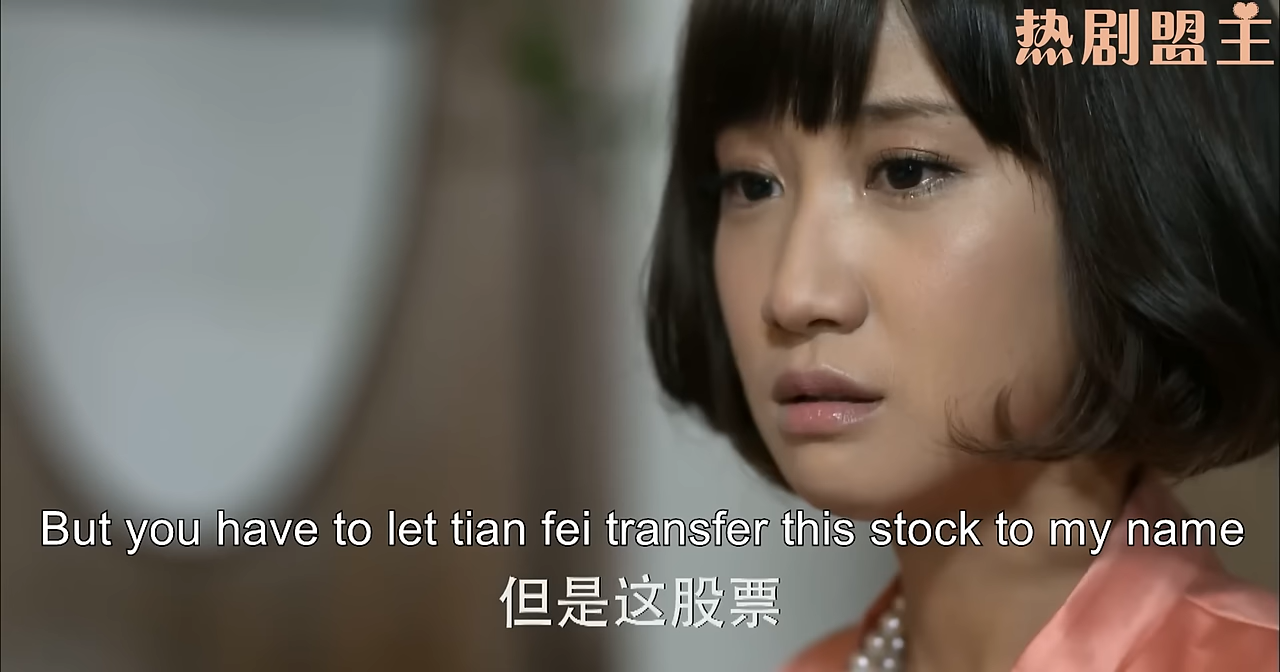 热剧盟主
But you have to let tian fei transfer this stock to my name
但是这股票